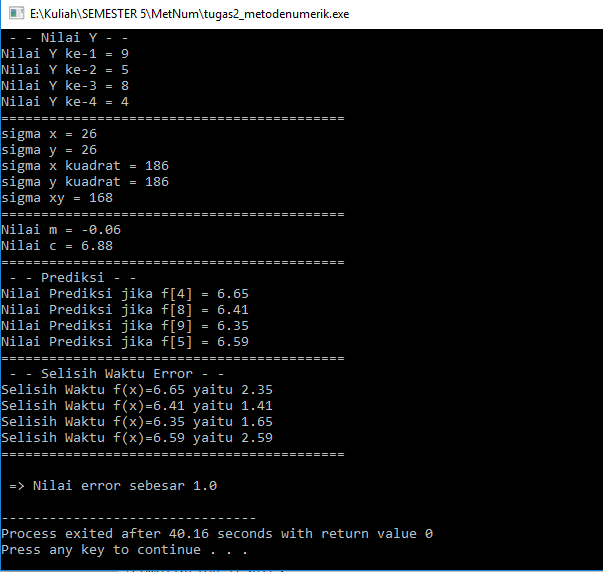 E:\Kuliah\SEMESTER 5\MetNum\tugas2_metodenumerik.exe
- - Nilai Y - -
Nilai Y ke-1 = 9
Nilai Y ke-2 = 5
Nilai Y ke-3 = 8
Nilai Y ke-4 = 4
===========================================
sigma x = 26
sigma y = 26
sigma x kuadrat = 186
sigma y kuadrat = 186
sigma xy = 168
===========================================
Nilai m = -0.06
Nilai c = 6.88
===========================================
- - Prediksi - -
Nilai Prediksi jika f[4] = 6.65
Nilai Prediksi jika f[8] = 6.41
Nilai Prediksi jika f[9] = 6.35
Nilai Prediksi jika f[5] = 6.59
===========================================
- - Selisih Waktu Error - -
Selisih Waktu f(x)=6.65 yaitu 2.35
Selisih Waktu f(x)=6.41 yaitu 1.41
Selisih Waktu f(x)=6.35 yaitu 1.65
Selisih Waktu f(x)=6.59 yaitu 2.59
===========================================
=> Nilai error sebesar 1.0
--------------------------------
Process exited after 40.16 seconds with return value 0
Press any key to continue . . .